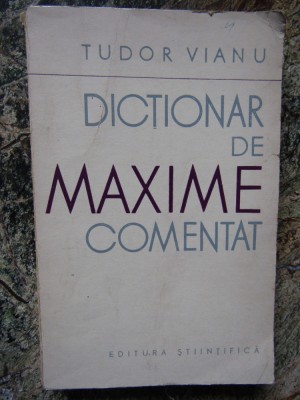 TUDOR VIANU
DICȚIONAR
DE
MAXIME
COMENTAT
EDITURA ȘTIINȚIFICĂ